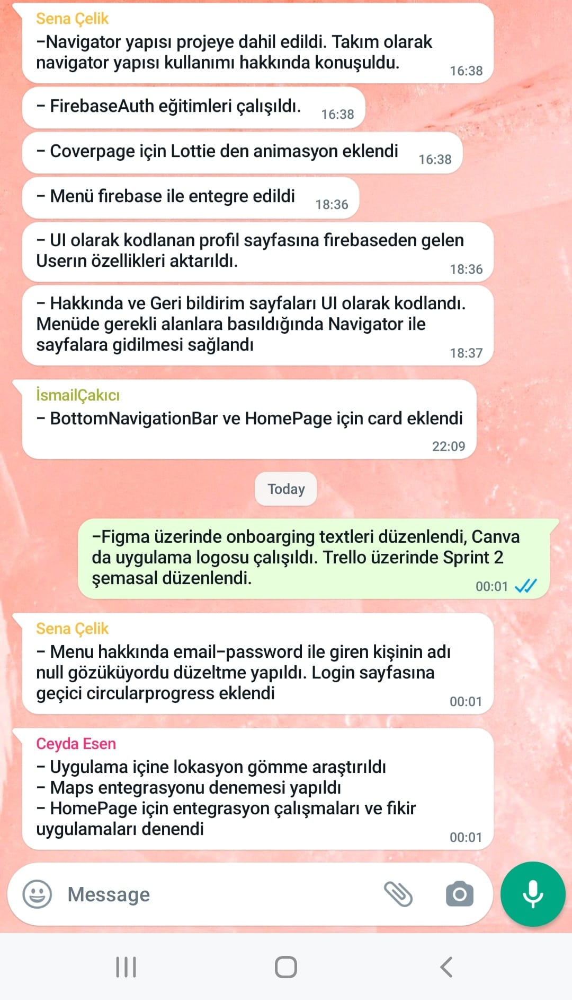 Sena Çelik
-Navigator yapısı projeye dahil edildi. Takım olarak
navigator yapısı kullanımı hakkında konuşuldu.
16:38
- FirebaseAuth eğitimleri çalışıldı.
16:38
- Coverpage için Lottie den animasyon eklendi
16:38
- Menü firebase ile entegre edildi
18:36
- UI olarak kodlanan profil sayfasına firebaseden gelen
Userın özellikleri aktarıldı.
18:36
- Hakkında ve Geri bildirim sayfaları UI olarak kodlandı.
Menüde gerekli alanlara basıldığında Navigator ile
sayfalara gidilmesi sağlandı
18:37
İsmailÇakıcı
- BottomNavigationBar ve HomePage için card eklendi
22:09
Today
-Figma üzerinde onboarging textleri düzenlendi, Canva
da uygulama logosu çalışıldı. Trello üzerinde Sprint 2
şemasal düzenlendi.
00:01
Sena Çelik
- Menu hakkında email-password ile giren kişinin adı
null gözüküyordu düzeltme yapıldı. Login sayfasına
geçici circularprogress eklendi
00:01
Ceyda Esen
- Uygulama içine lokasyon gömme araştırıldı
- Maps entegrasyonu denemesi yapıldı
- HomePage için entegrasyon çalışmaları ve fikir
uygulamaları denendi
00:01
Message